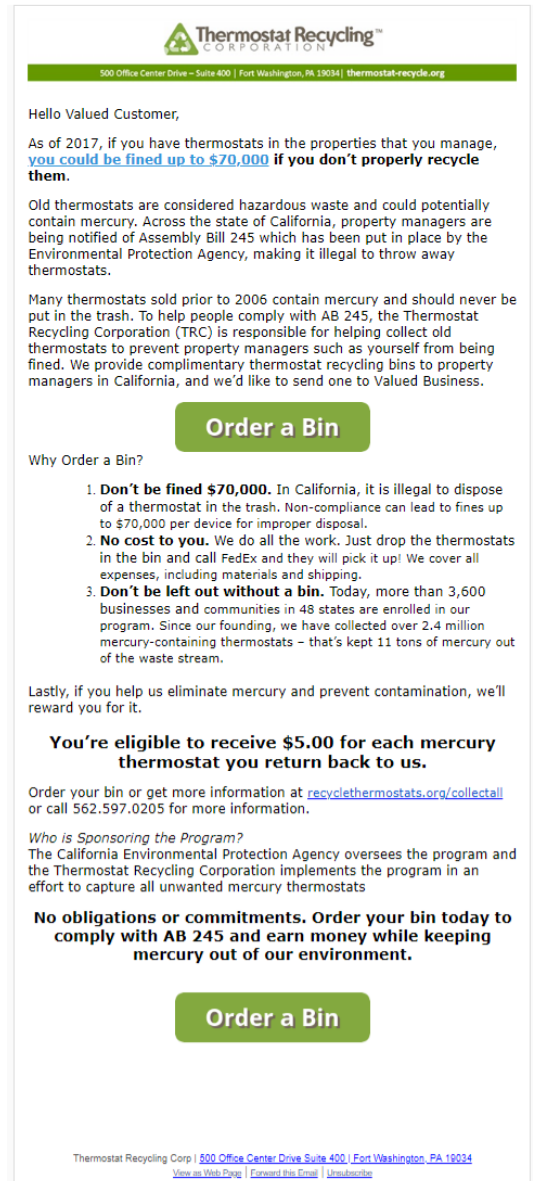 Thermostat Recycling™
CORPORATION
500 Office Center Drive – Suite 400 | Fort Washington, PA 19034| thermostat-recycle.org
Hello Valued Customer,
As of 2017, if you have thermostats in the properties that you manage,
you could be fined up to $70,000 if you don’t properly recycle
them.
Old thermostats are considered hazardous waste and could potentially
contain mercury. Across the state of California, property managers are
being notified of Assembly Bill 245 which has been put in place by the
Environmental Protection Agency, making it illegal to throw away
thermostats.
Many thermostats sold prior to 2006 contain mercury and should never be
put in the trash. To help people comply with AB 245, the Thermostat
Recycling Corporation (TRC) is responsible for helping collect old
thermostats to prevent property managers such as yourself from being
fined. We provide complimentary thermostat recycling bins to property
managers in California, and we’d like to send one to Valued Business.
Order a Bin
Why Order a Bin?
1. Don’t be fined $70,000. In California, it is illegal to dispose
of a thermostat in the trash. Non-compliance can lead to fines up
to $70,000 per device for improper disposal.
2. No cost to you. We do all the work. Just drop the thermostats
in the bin and call FedEx and they will pick it up! We cover all
expenses, including materials and shipping.
3. Don’t be left out without a bin. Today, more than 3,600
businesses and communities in 48 states are enrolled in our
program. Since our founding, we have collected over 2.4 million
mercury-containing thermostats – that’s kept 11 tons of mercury out
of the waste stream.
Lastly, if you help us eliminate mercury and prevent contamination, we’ll
reward you for it.
You’re eligible to receive $5.00 for each mercury
thermostat you return back to us.
Order your bin or get more information at recyclethermostats.org/collectall
or call 562.597.0205 for more information.
Who is Sponsoring the Program?
The California Environmental Protection Agency oversees the program and
the Thermostat Recycling Corporation implements the program in an
effort to capture all unwanted mercury thermostats
No obligations or commitments. Order your bin today to
comply with AB 245 and earn money while keeping
mercury out of our environment.
Order a Bin
Thermostat Recycling Corp | 500 Office Center Drive Suite 400 | Fort Washington, PA 19034
View as Web Page | Forward this Email | Unsubscribe